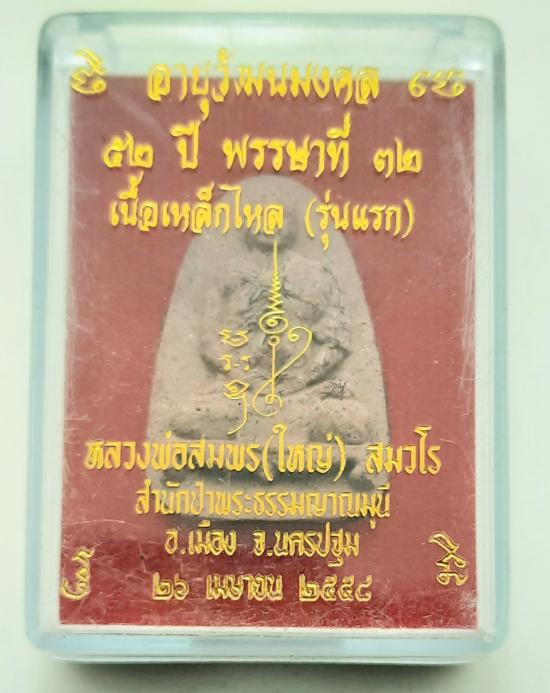 อายุวัฒนมงคล
๕๒ ปี พรรษาที่ ๓๒
เนื้อเหล็กไหล (รุ่นแรก)
หลวงพ่อสมพร(ใหญ่) สมวโร
สำนักป่าพระธรรมญาณมุนี
อ.เมือง จ.นครปฐม
๒๖ เมษายน ๒๕๕๘